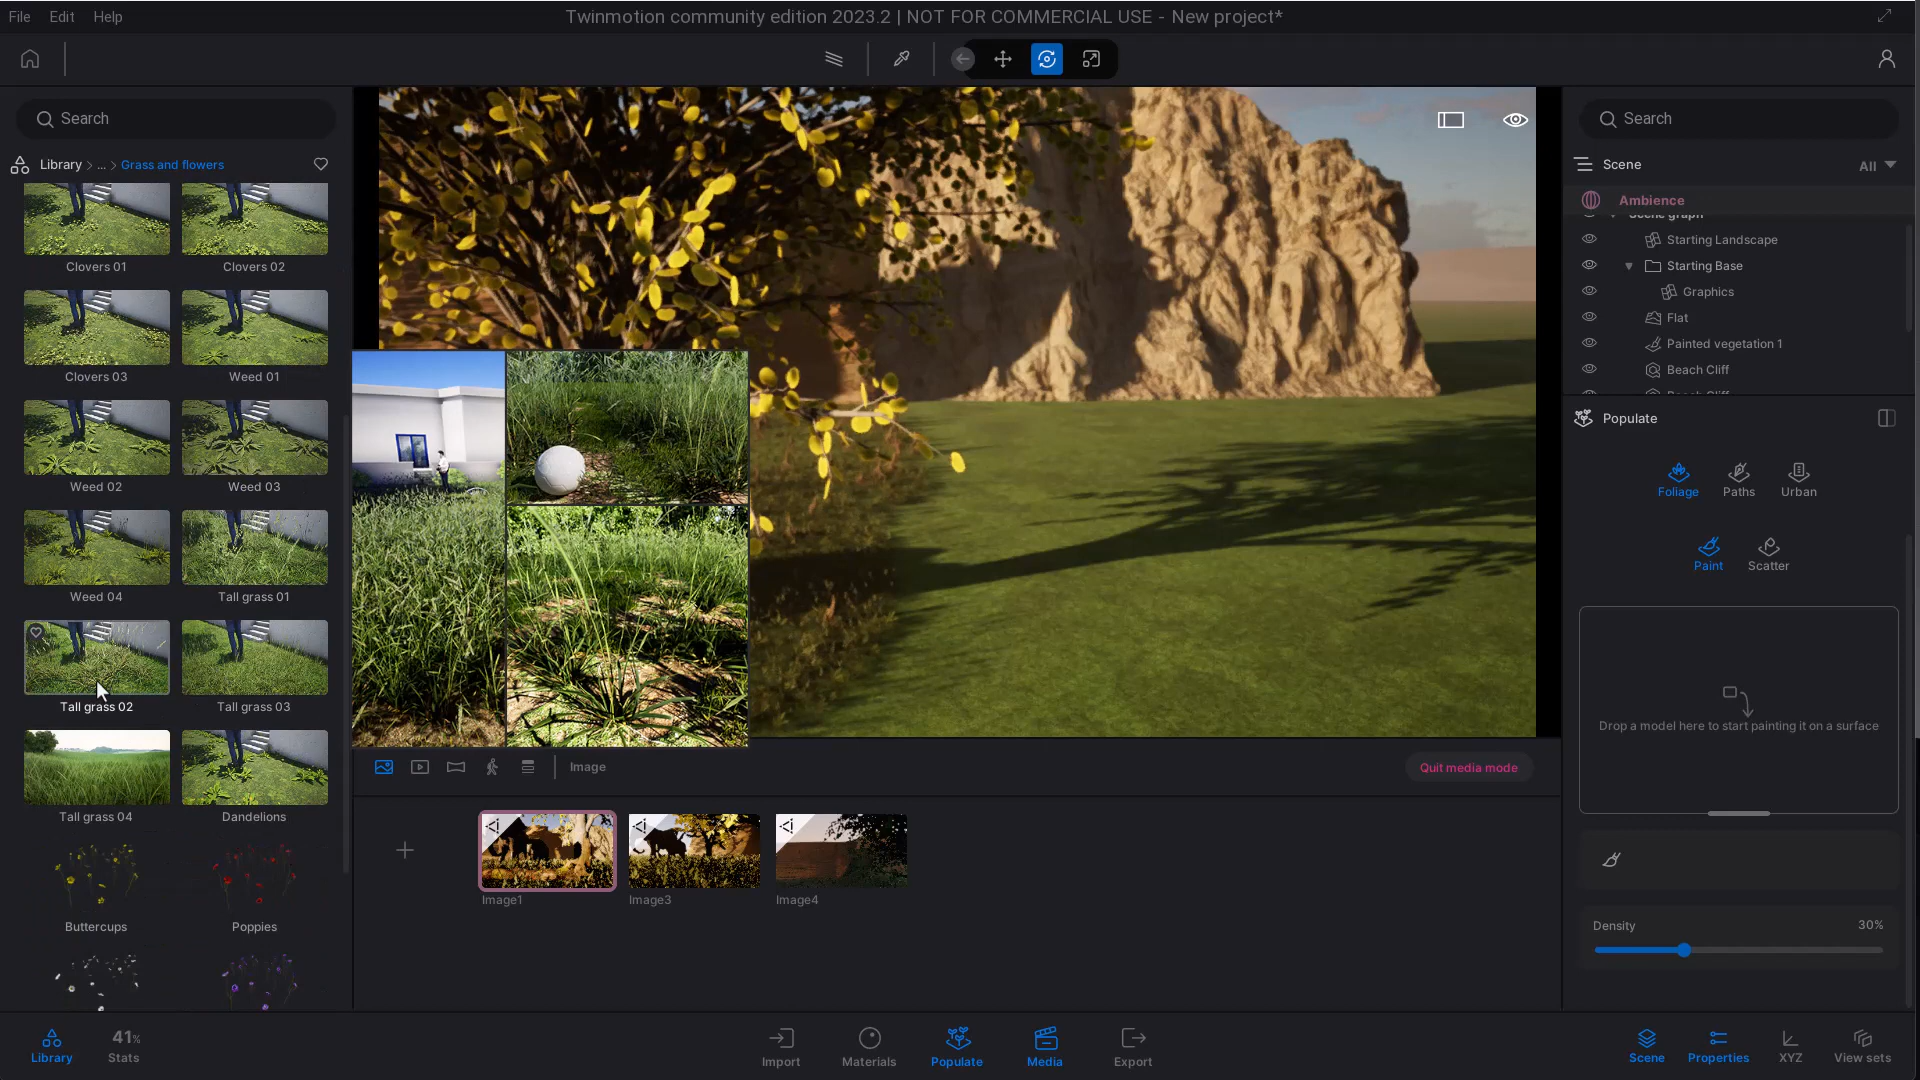 File Edit Help
Twinmotion community edition 2023.2 | NOT FOR COMMERCIAL USE - New project*
Search
Library > ... > Grass and flowers
Clovers 01
Clovers 02
Clovers 03
Weed 01
Weed 02
Weed 03
Weed 04
Tall grass 01
Tall grass 02
Tall grass 03
Tall grass 04
Dandelions
Buttercups
Poppies
Image
Quit media mode
Image1
Image3
Image4
Search
Scene
All
Ambience
Scene graph
Starting Landscape
Starting Base
Graphics
Flat
Painted vegetation 1
Beach Cliff
Beach Cliff
Populate
Foliage
Paths
Urban
Paint
Scatter
Drop a model here to start painting it on a surface
Density
30%
Library
41%
Stats
Import
Materials
Populate
Media
Export
Scene
Properties
XYZ
View sets